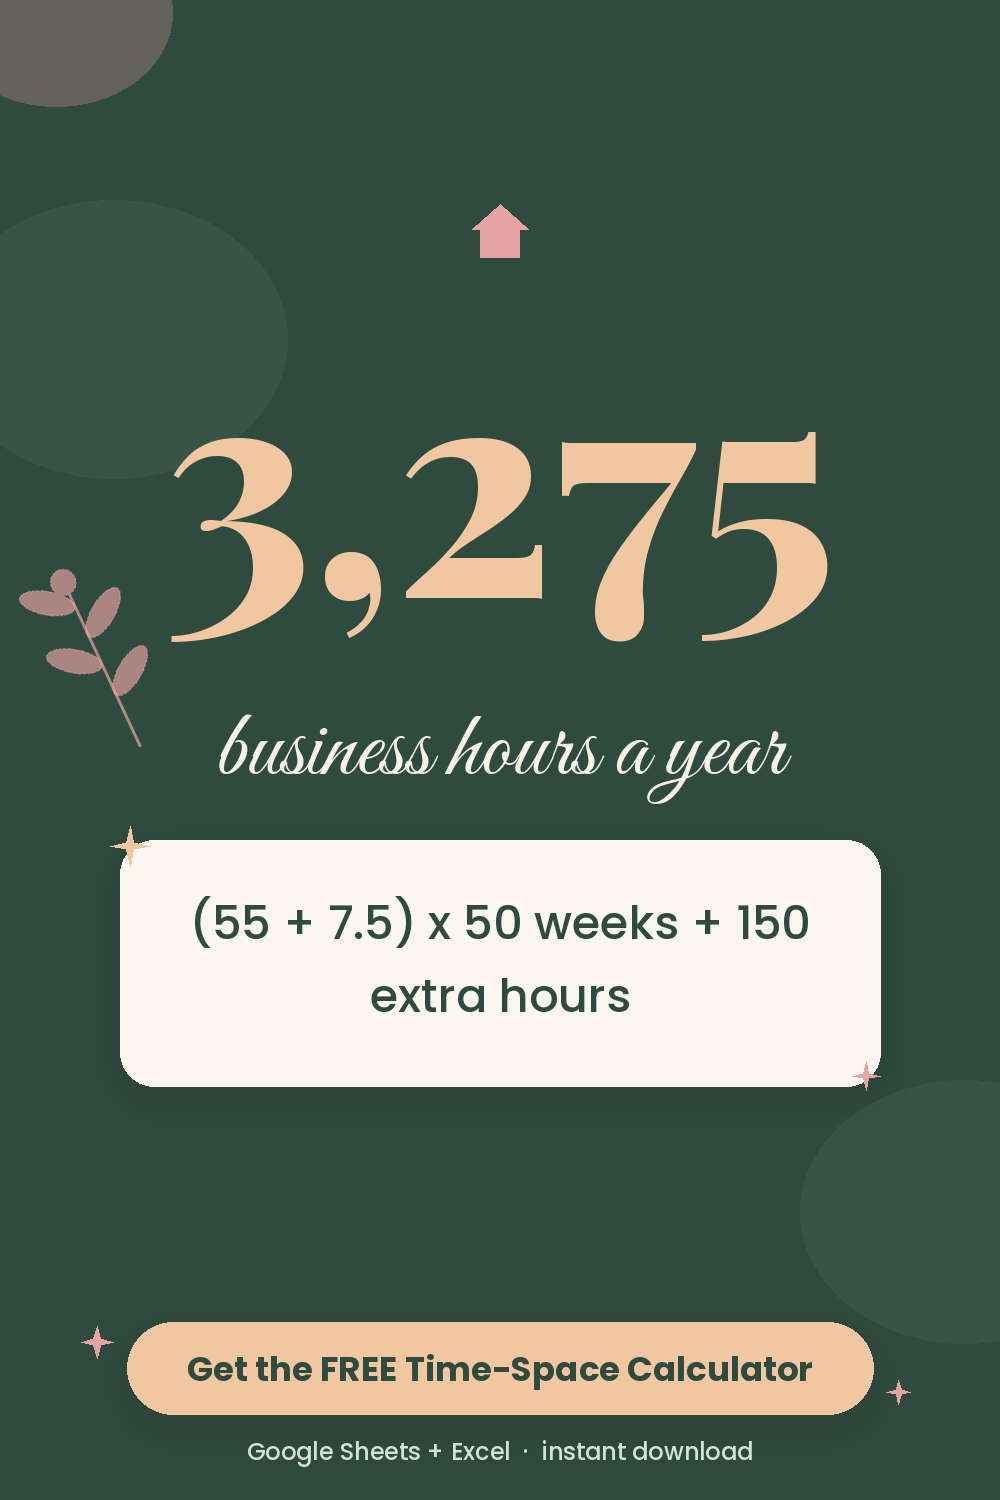 3,275
business hours a year
(55 + 7.5) x 50 weeks + 150
extra hours
Get the FREE Time-Space Calculator
Google Sheets + Excel · instant download